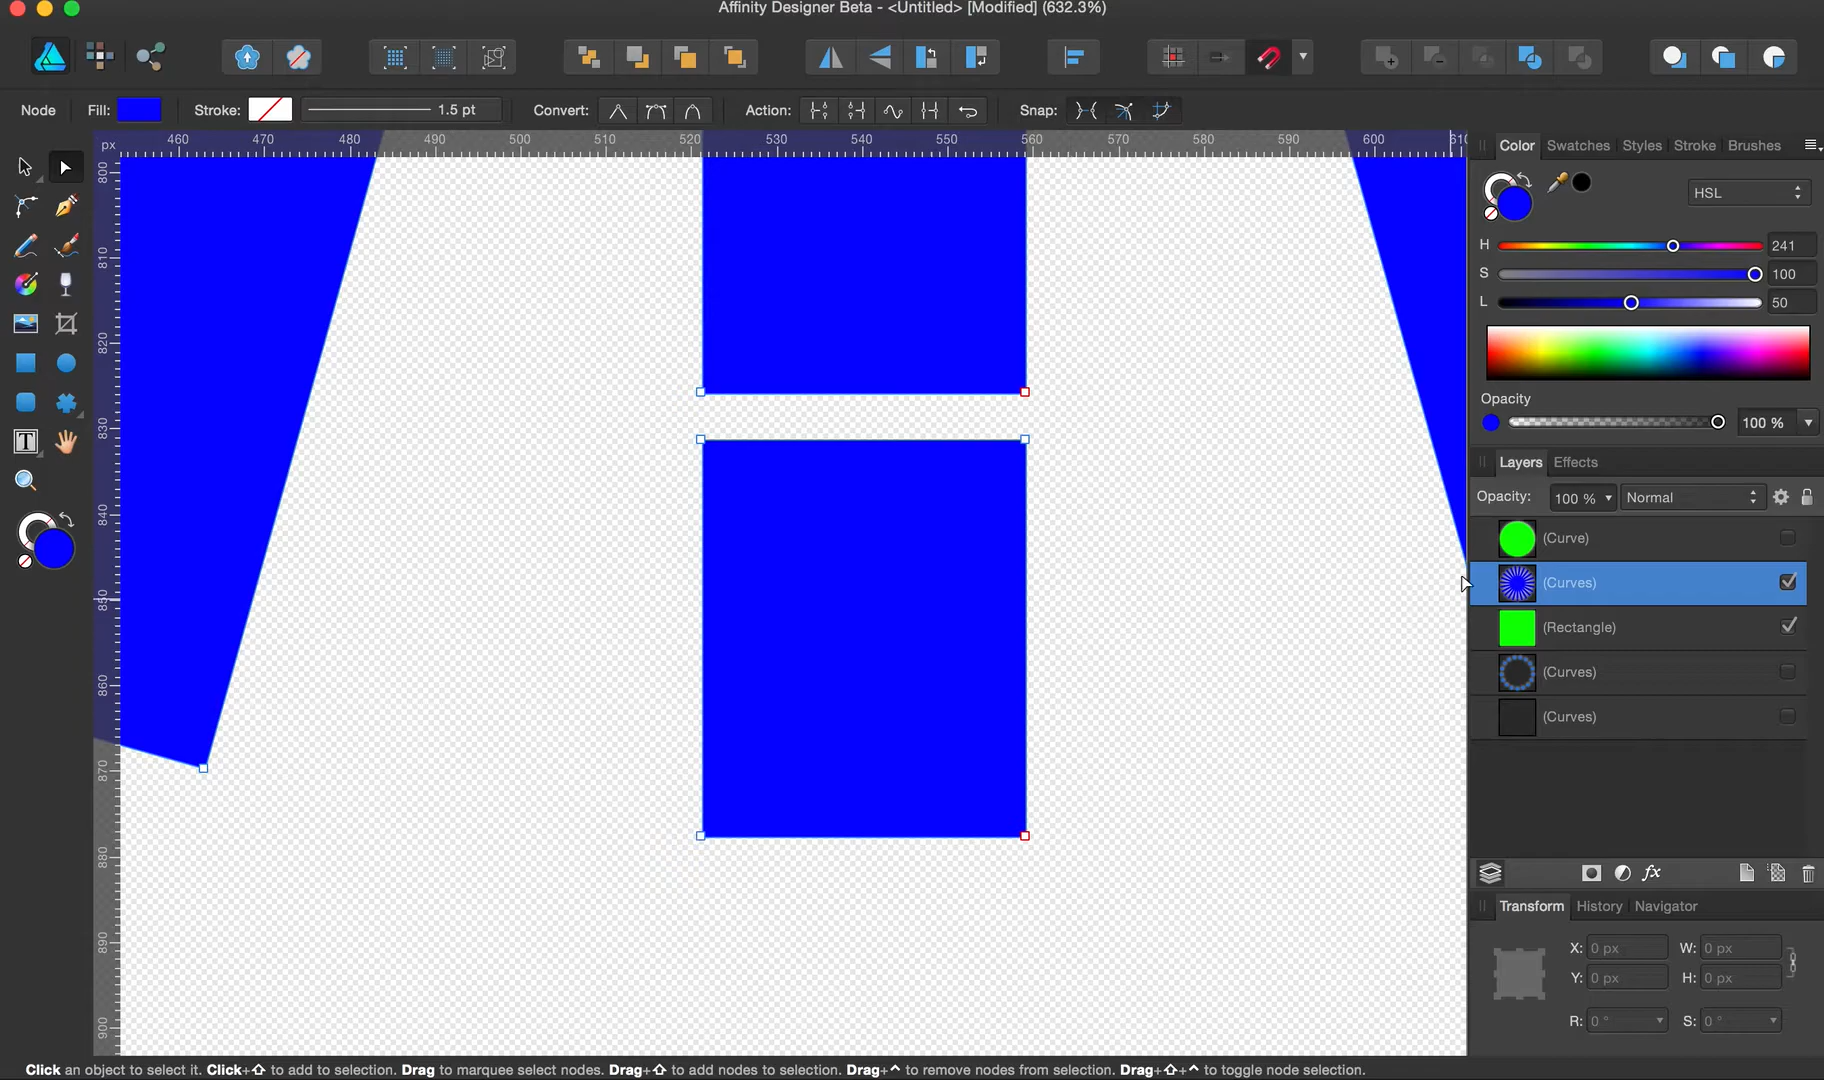 Affinity Designer Beta - <Untitled> [Modified] (632.3%)
Node Fill: Stroke: 1.5 pt Convert: Action: Snap:
px 460 470 480 490 500 510 520 530 540 550 560 570 580 590 600 610
800
810
820
830
840
850
860
870
880
890
900
Color Swatches Styles Stroke Brushes
HSL
H 241
S 100
L 50
Opacity
100 %
Layers Effects
Opacity: 100 % Normal
(Curve)
(Curves)
(Rectangle)
(Curves)
(Curves)
fx
Transform History Navigator
X: 0 px W: 0 px
Y: 0 px H: 0 px
R: 0 ° S: 0 °
Click an object to select it. Click+⇧ to add to selection. Drag to marquee select nodes. Drag+⇧ to add nodes to selection. Drag+^ to remove nodes from selection. Drag+⇧+^ to toggle node selection.